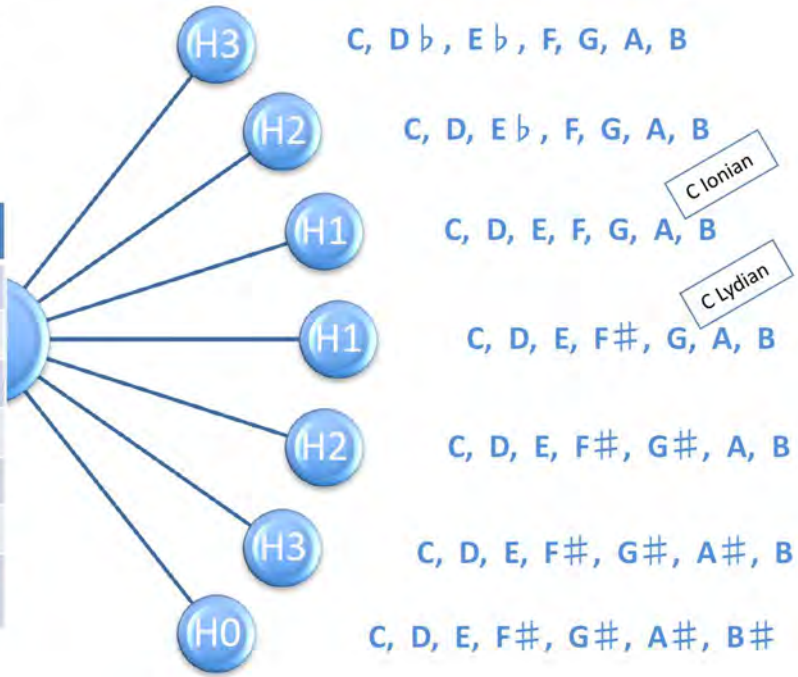 H3 C, D♭, E♭, F, G, A, B
H2 C, D, E♭, F, G, A, B
C Ionian
H1 C, D, E, F, G, A, B
C Lydian
H1 C, D, E, F♯, G, A, B
H2 C, D, E, F♯, G♯, A, B
H3 C, D, E, F♯, G♯, A♯, B
H0 C, D, E, F♯, G♯, A♯, B♯